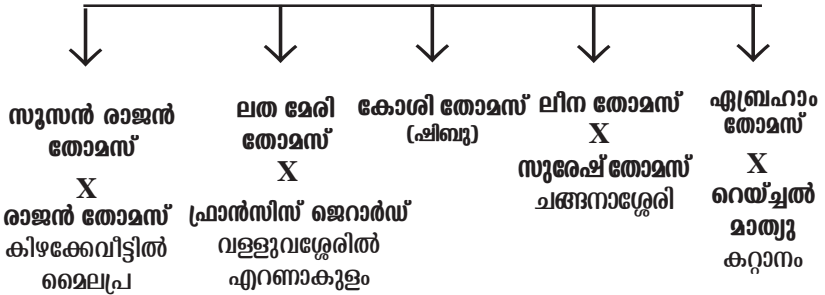 സൂസൻ രാജൻ
തോമസ്
X
രാജൻ തോമസ്
കിഴക്കേവീട്ടിൽ
മൈലപ്ര
ലത മേരി
തോമസ്
X
ഫ്രാൻസിസ് ജെറാർഡ്
വള്ളുവശ്ശേരിൽ
എറണാകുളം
കോശി തോമസ്
(ഷിബു)
ലീന തോമസ്
X
സുരേഷ് തോമസ്
ചങ്ങനാശ്ശേരി
ഏബ്രഹാം
തോമസ്
X
റെയ്ച്ചൽ
മാത്യു
കറ്റാനം